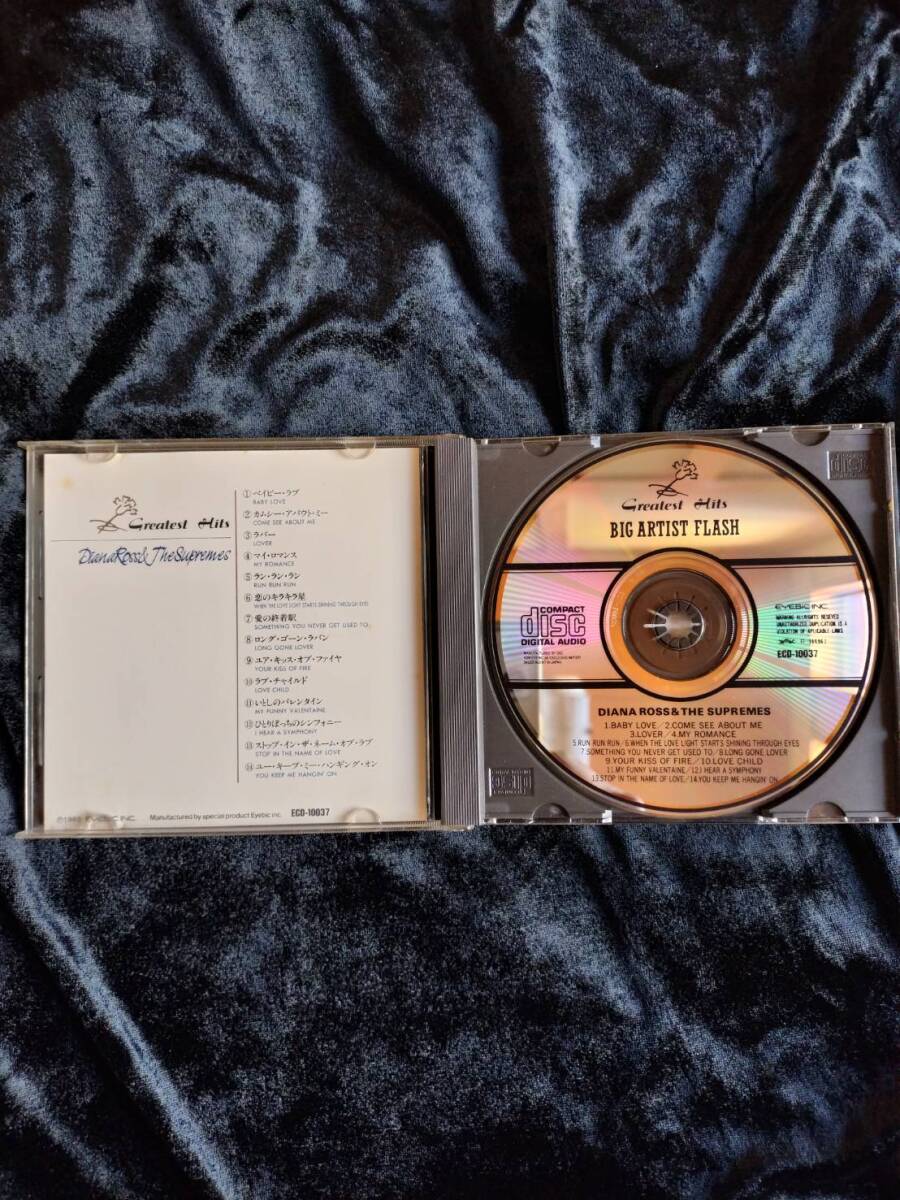 Greatest Hits
Diana Ross & The Supremes
①ベイビー・ラブ
BABY LOVE
②カムシー・アバウト・ミー
COME SEE ABOUT ME
③ラバー
LOVER
④マイ・ロマンス
MY ROMANCE
⑤ラン・ラン・ラン
RUN RUN RUN
⑥恋のキラキラ星
WHEN THE LOVE LIGHT STARTS SHINING THROUGH EYES
⑦愛の終着駅
SOMETHING YOU NEVER GET USED TO
⑧ロング・ゴーン・ラバン
LONG GONE LOVER
⑨ユア・キッス・オブ・ファイヤ
YOUR KISS OF FIRE
⑩ラブ・チャイルド
LOVE CHILD
⑪いとしのバレンタイン
MY FUNNY VALENTAINE
⑫ひとりぼっちのシンフォニー
I HEAR A SYMPHONY
⑬ストップ・イン・ザ・ネーム・オブ・ラブ
STOP IN THE NAME OF LOVE
⑭ユー・キープ・ミー・ハンギング・オン
YOU KEEP ME HANGIN' ON
EYEBIC INC. Manufactured by special product Eyebic inc. ECD-10037
Greatest Hits
BIG ARTIST FLASH
COMPACT
disc
DIGITAL AUDIO
EYEBIC INC.
WARNING: ALL RIGHTS RESEVED
UNAUTHORIZED DUPLICATION IS A
VIOLATION OF APPLICABLE LAWS
ECD-10037
DIANA ROSS & THE SUPREMES
1.BABY LOVE/2.COME SEE ABOUT ME
3.LOVER/4.MY ROMANCE
5.RUN RUN RUN/6.WHEN THE LOVE LIGHT STARTS SHINING THROUGH EYES
7.SOMETHING YOU NEVER GET USED TO/8.LONG GONE LOVER
9.YOUR KISS OF FIRE/10.LOVE CHILD
11.MY FUNNY VALENTAINE/12.I HEAR A SYMPHONY
13.STOP IN THE NAME OF LOVE/14.YOU KEEP ME HANGIN' ON